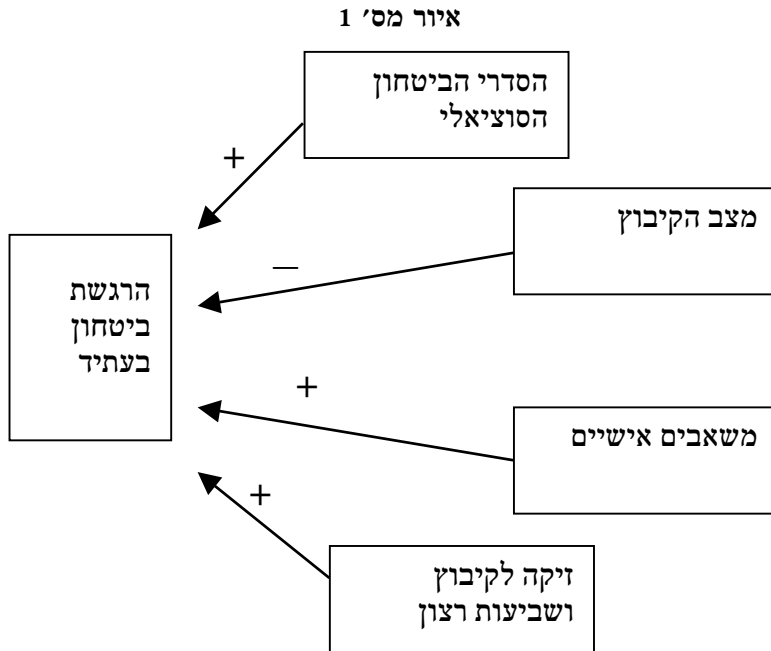 איור מס׳ 1
הסדרי הביטחון
הסוציאלי
+
מצב הקיבוץ
–
הרגשת
ביטחון
בעתיד
+
משאבים אישיים
+
זיקה לקיבוץ
ושביעות רצון